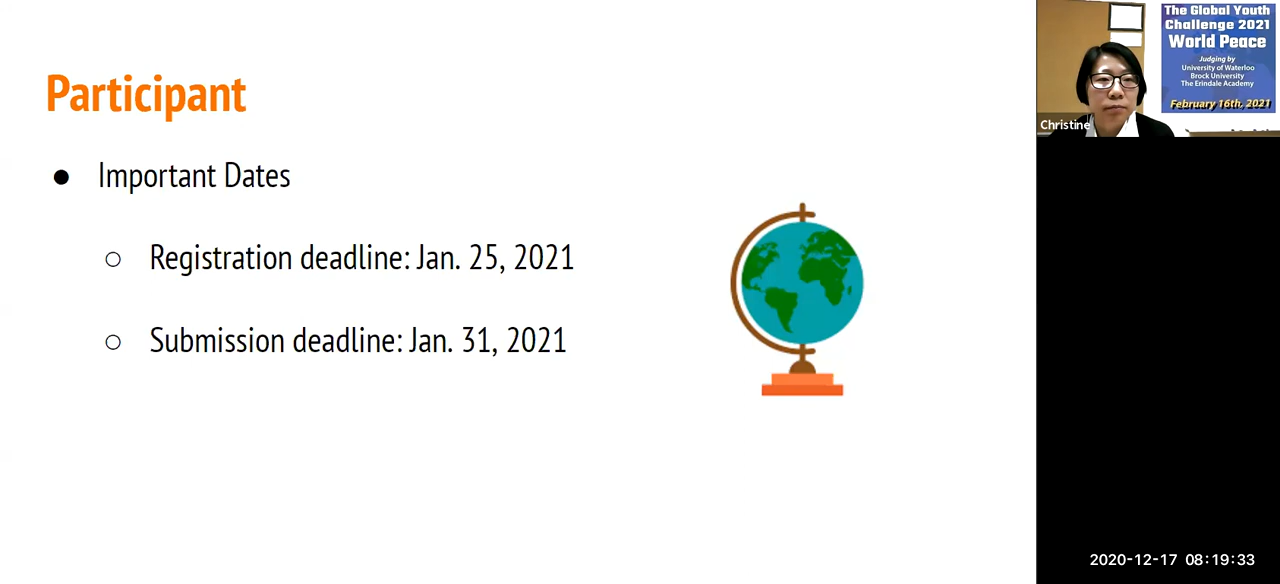 Participant
● Important Dates
○ Registration deadline: Jan. 25, 2021
○ Submission deadline: Jan. 31, 2021
The Global Youth
Challenge 2021
World Peace
Judging by
University of Waterloo
Brock University
The Erindale Academy
February 16th, 2021
Christine
2020-12-17 08:19:33